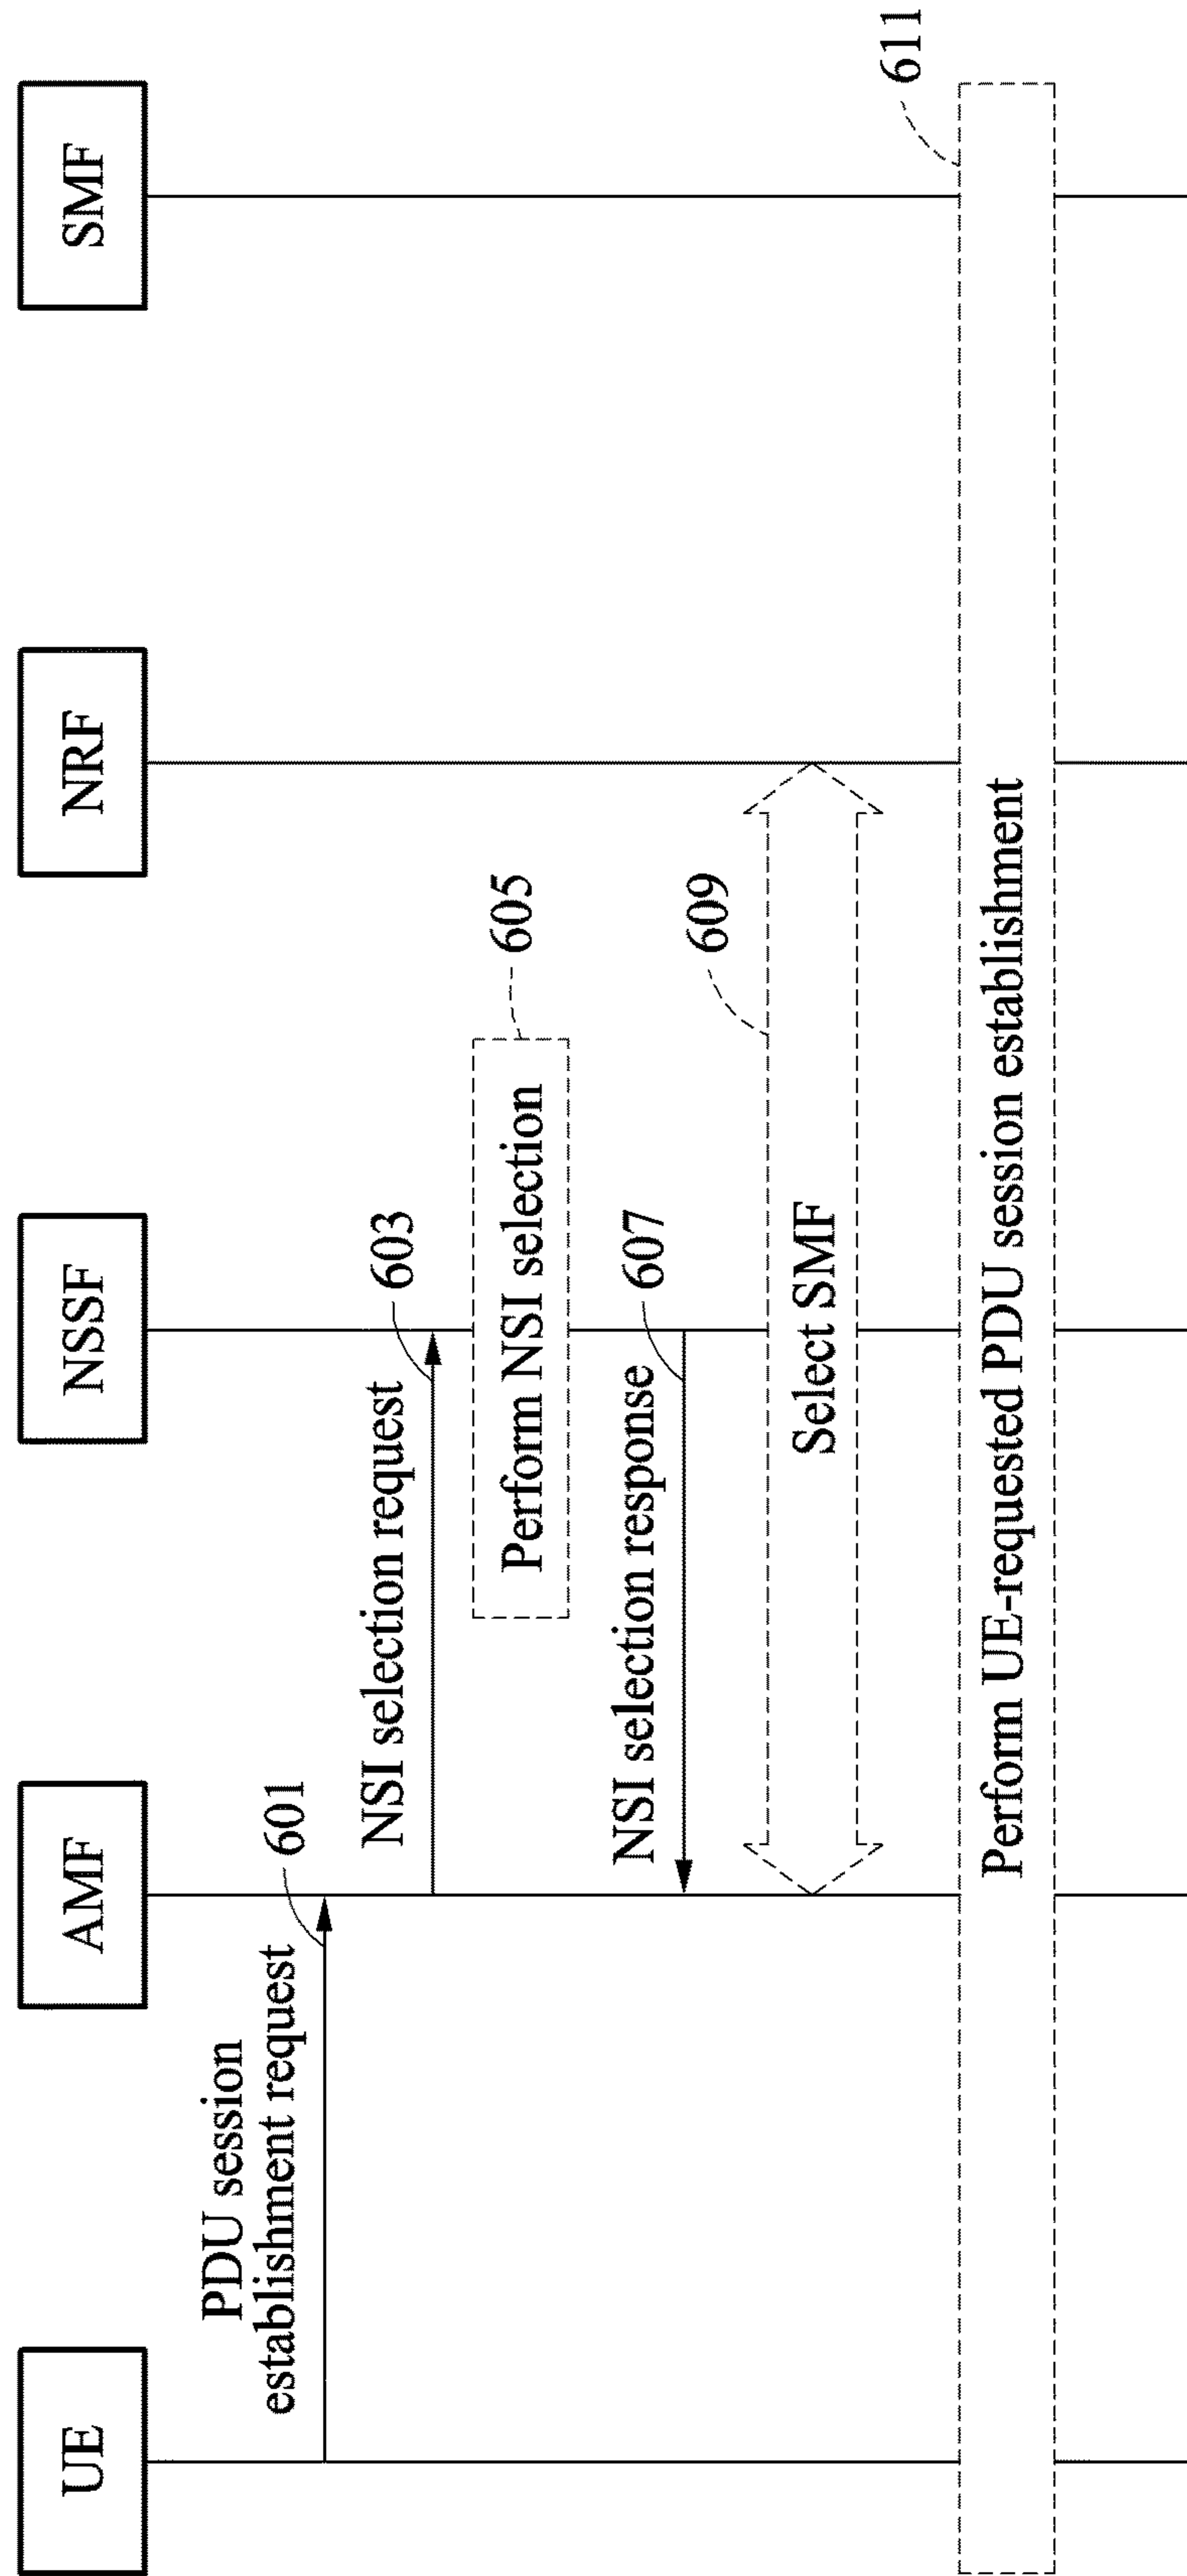 UE
AMF
NSSF
NRF
SMF
PDU session
establishment request
601
NSI selection request
603
Perform NSI selection
605
NSI selection response
607
Select SMF
609
Perform UE-requested PDU session establishment
611